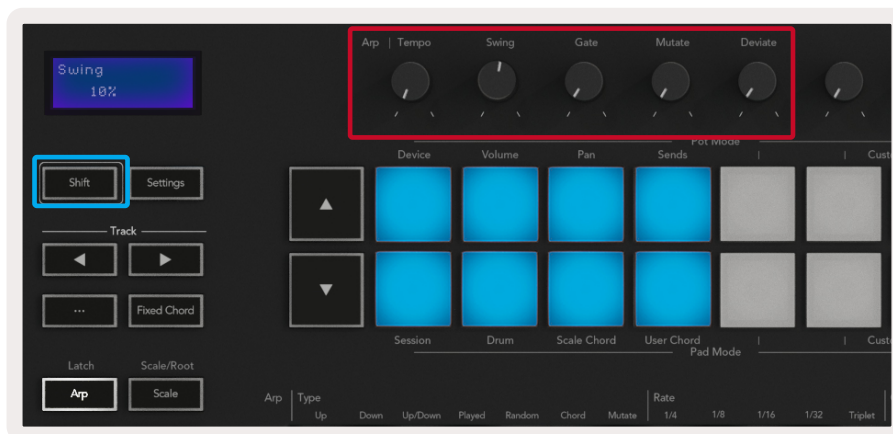 Arp | Tempo Swing Gate Mutate Deviate
Swing
10%
Pot Mode
Device Volume Pan Sends | | Cust
Shift Settings
Track
... Fixed Chord
Session Drum Scale Chord User Chord | | Cust
Pad Mode
Latch Scale/Root
Arp Scale
Arp | Type Rate
Up Down Up/Down Played Random Chord Mutate 1/4 1/8 1/16 1/32 Triplet